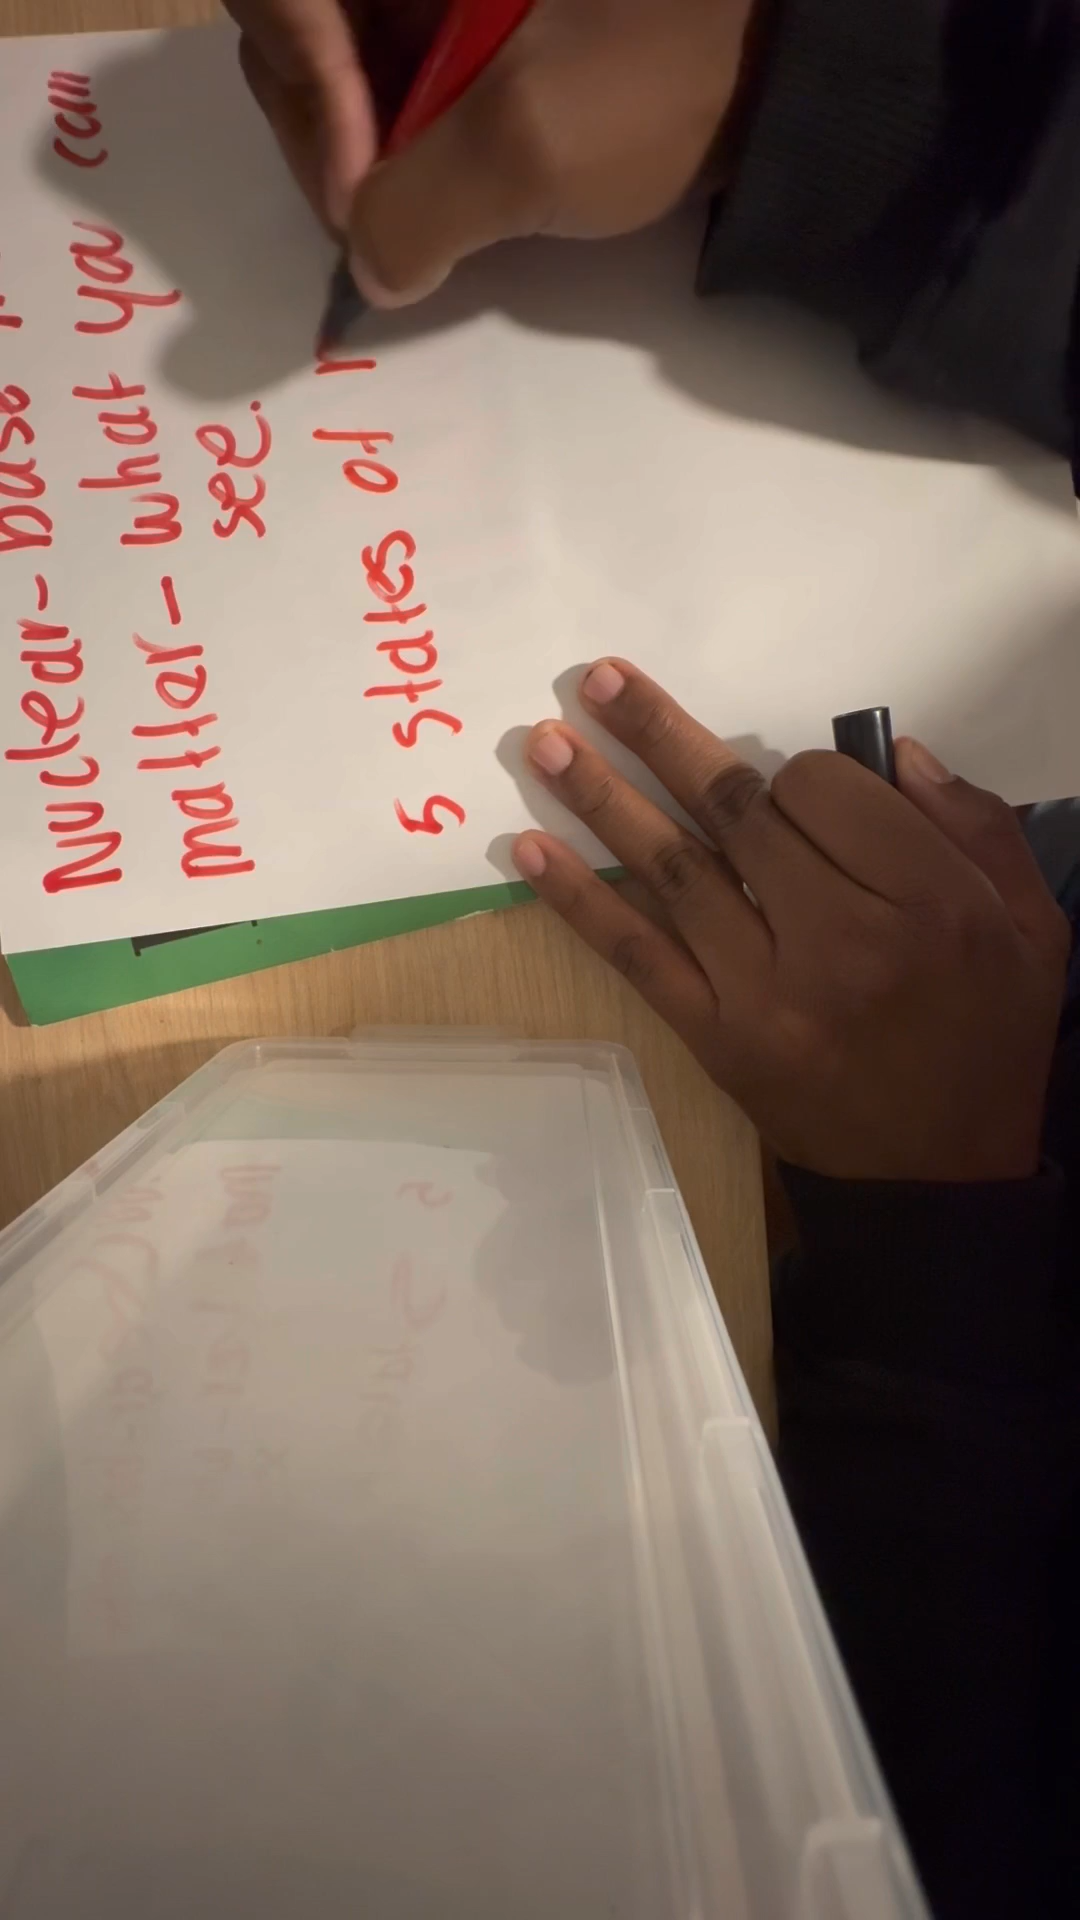 Nuclear- base
matter- what you can
see.
5 states of